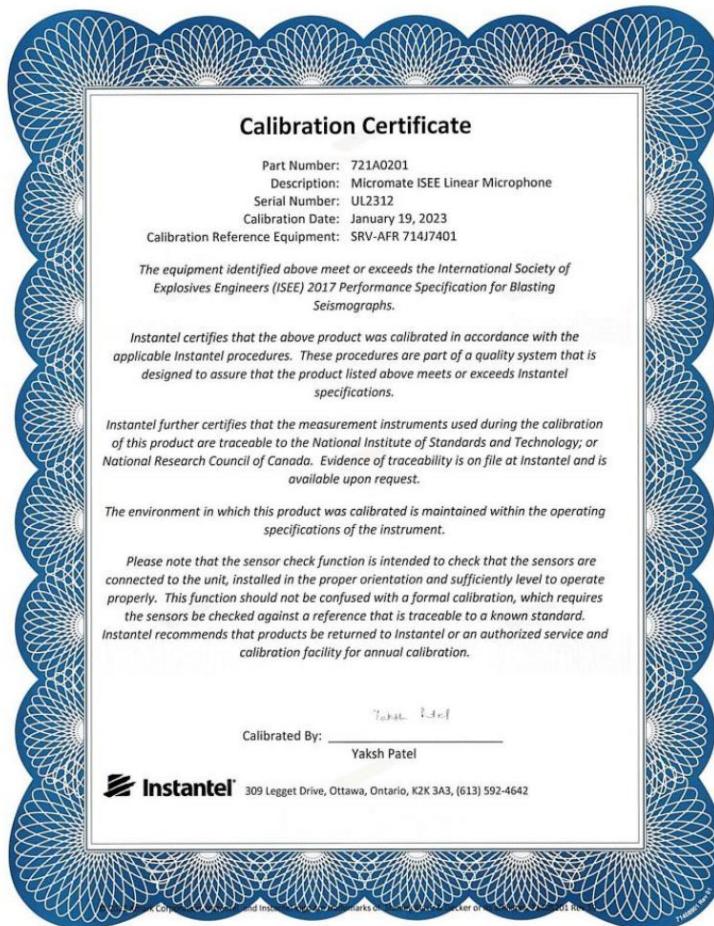 Calibration Certificate
Part Number: 721A0201
Description: Micromate ISEE Linear Microphone
Serial Number: UL2312
Calibration Date: January 19, 2023
Calibration Reference Equipment: SRV-AFR 714J7401
The equipment identified above meet or exceeds the International Society of
Explosives Engineers (ISEE) 2017 Performance Specification for Blasting
Seismographs.
Instantel certifies that the above product was calibrated in accordance with the
applicable Instantel procedures. These procedures are part of a quality system that is
designed to assure that the product listed above meets or exceeds Instantel
specifications.
Instantel further certifies that the measurement instruments used during the calibration
of this product are traceable to the National Institute of Standards and Technology; or
National Research Council of Canada. Evidence of traceability is on file at Instantel and is
available upon request.
The environment in which this product was calibrated is maintained within the operating
specifications of the instrument.
Please note that the sensor check function is intended to check that the sensors are
connected to the unit, installed in the proper orientation and sufficiently level to operate
properly. This function should not be confused with a formal calibration, which requires
the sensors be checked against a reference that is traceable to a known standard.
Instantel recommends that products be returned to Instantel or an authorized service and
calibration facility for annual calibration.
Yaksh Patel
Calibrated By:
Yaksh Patel
Instantel 309 Legget Drive, Ottawa, Ontario, K2K 3A3, (613) 592-4642